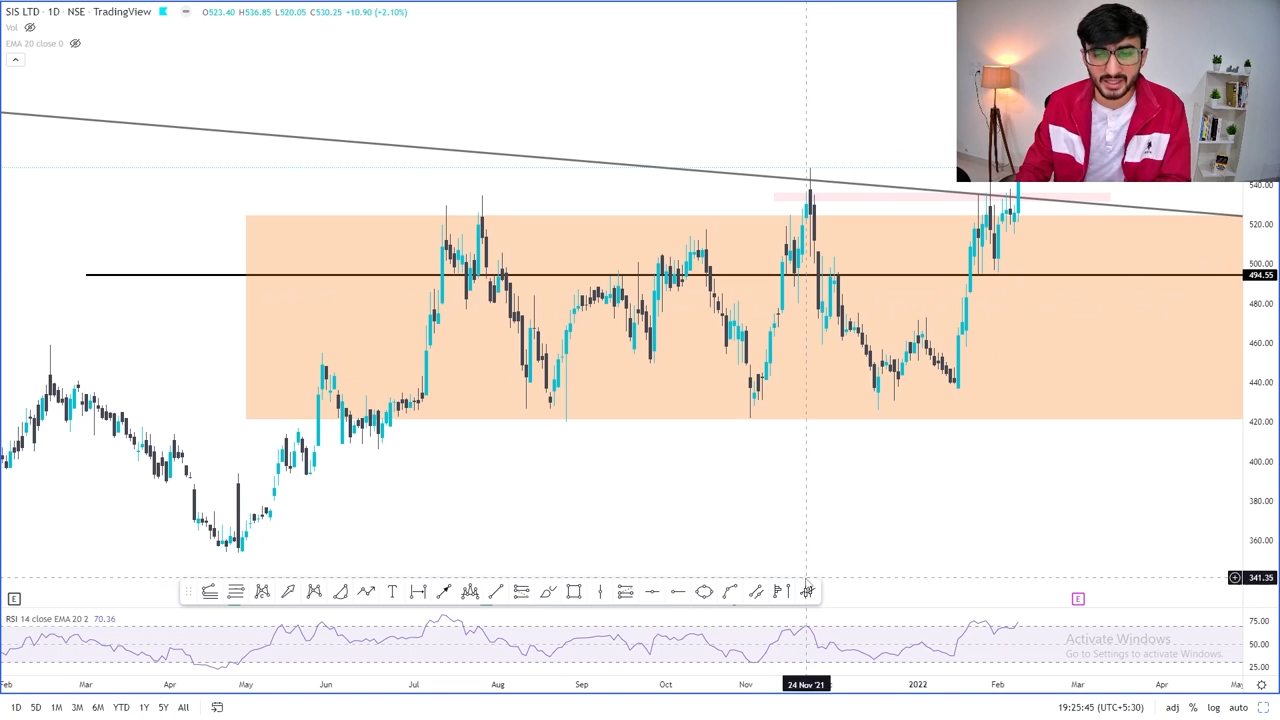 SIS LTD · 1D · NSE · TradingView O523.40 H536.85 L520.05 C530.25 +10.90 (+2.10%)
Vol
EMA 20 close 0
540.00
520.00
500.00
494.55
480.00
460.00
440.00
420.00
400.00
380.00
360.00
341.35
E
E
RSI 14 close EMA 20 2 70.36
75.00
50.00
25.00
Activate Windows
Go to Settings to activate Windows.
Feb Mar Apr May Jun Jul Aug Sep Oct Nov 24 Nov '21 2022 Feb Mar Apr
1D 5D 1M 3M 6M YTD 1Y 5Y All 19:25:45 (UTC+5:30) adj % log auto